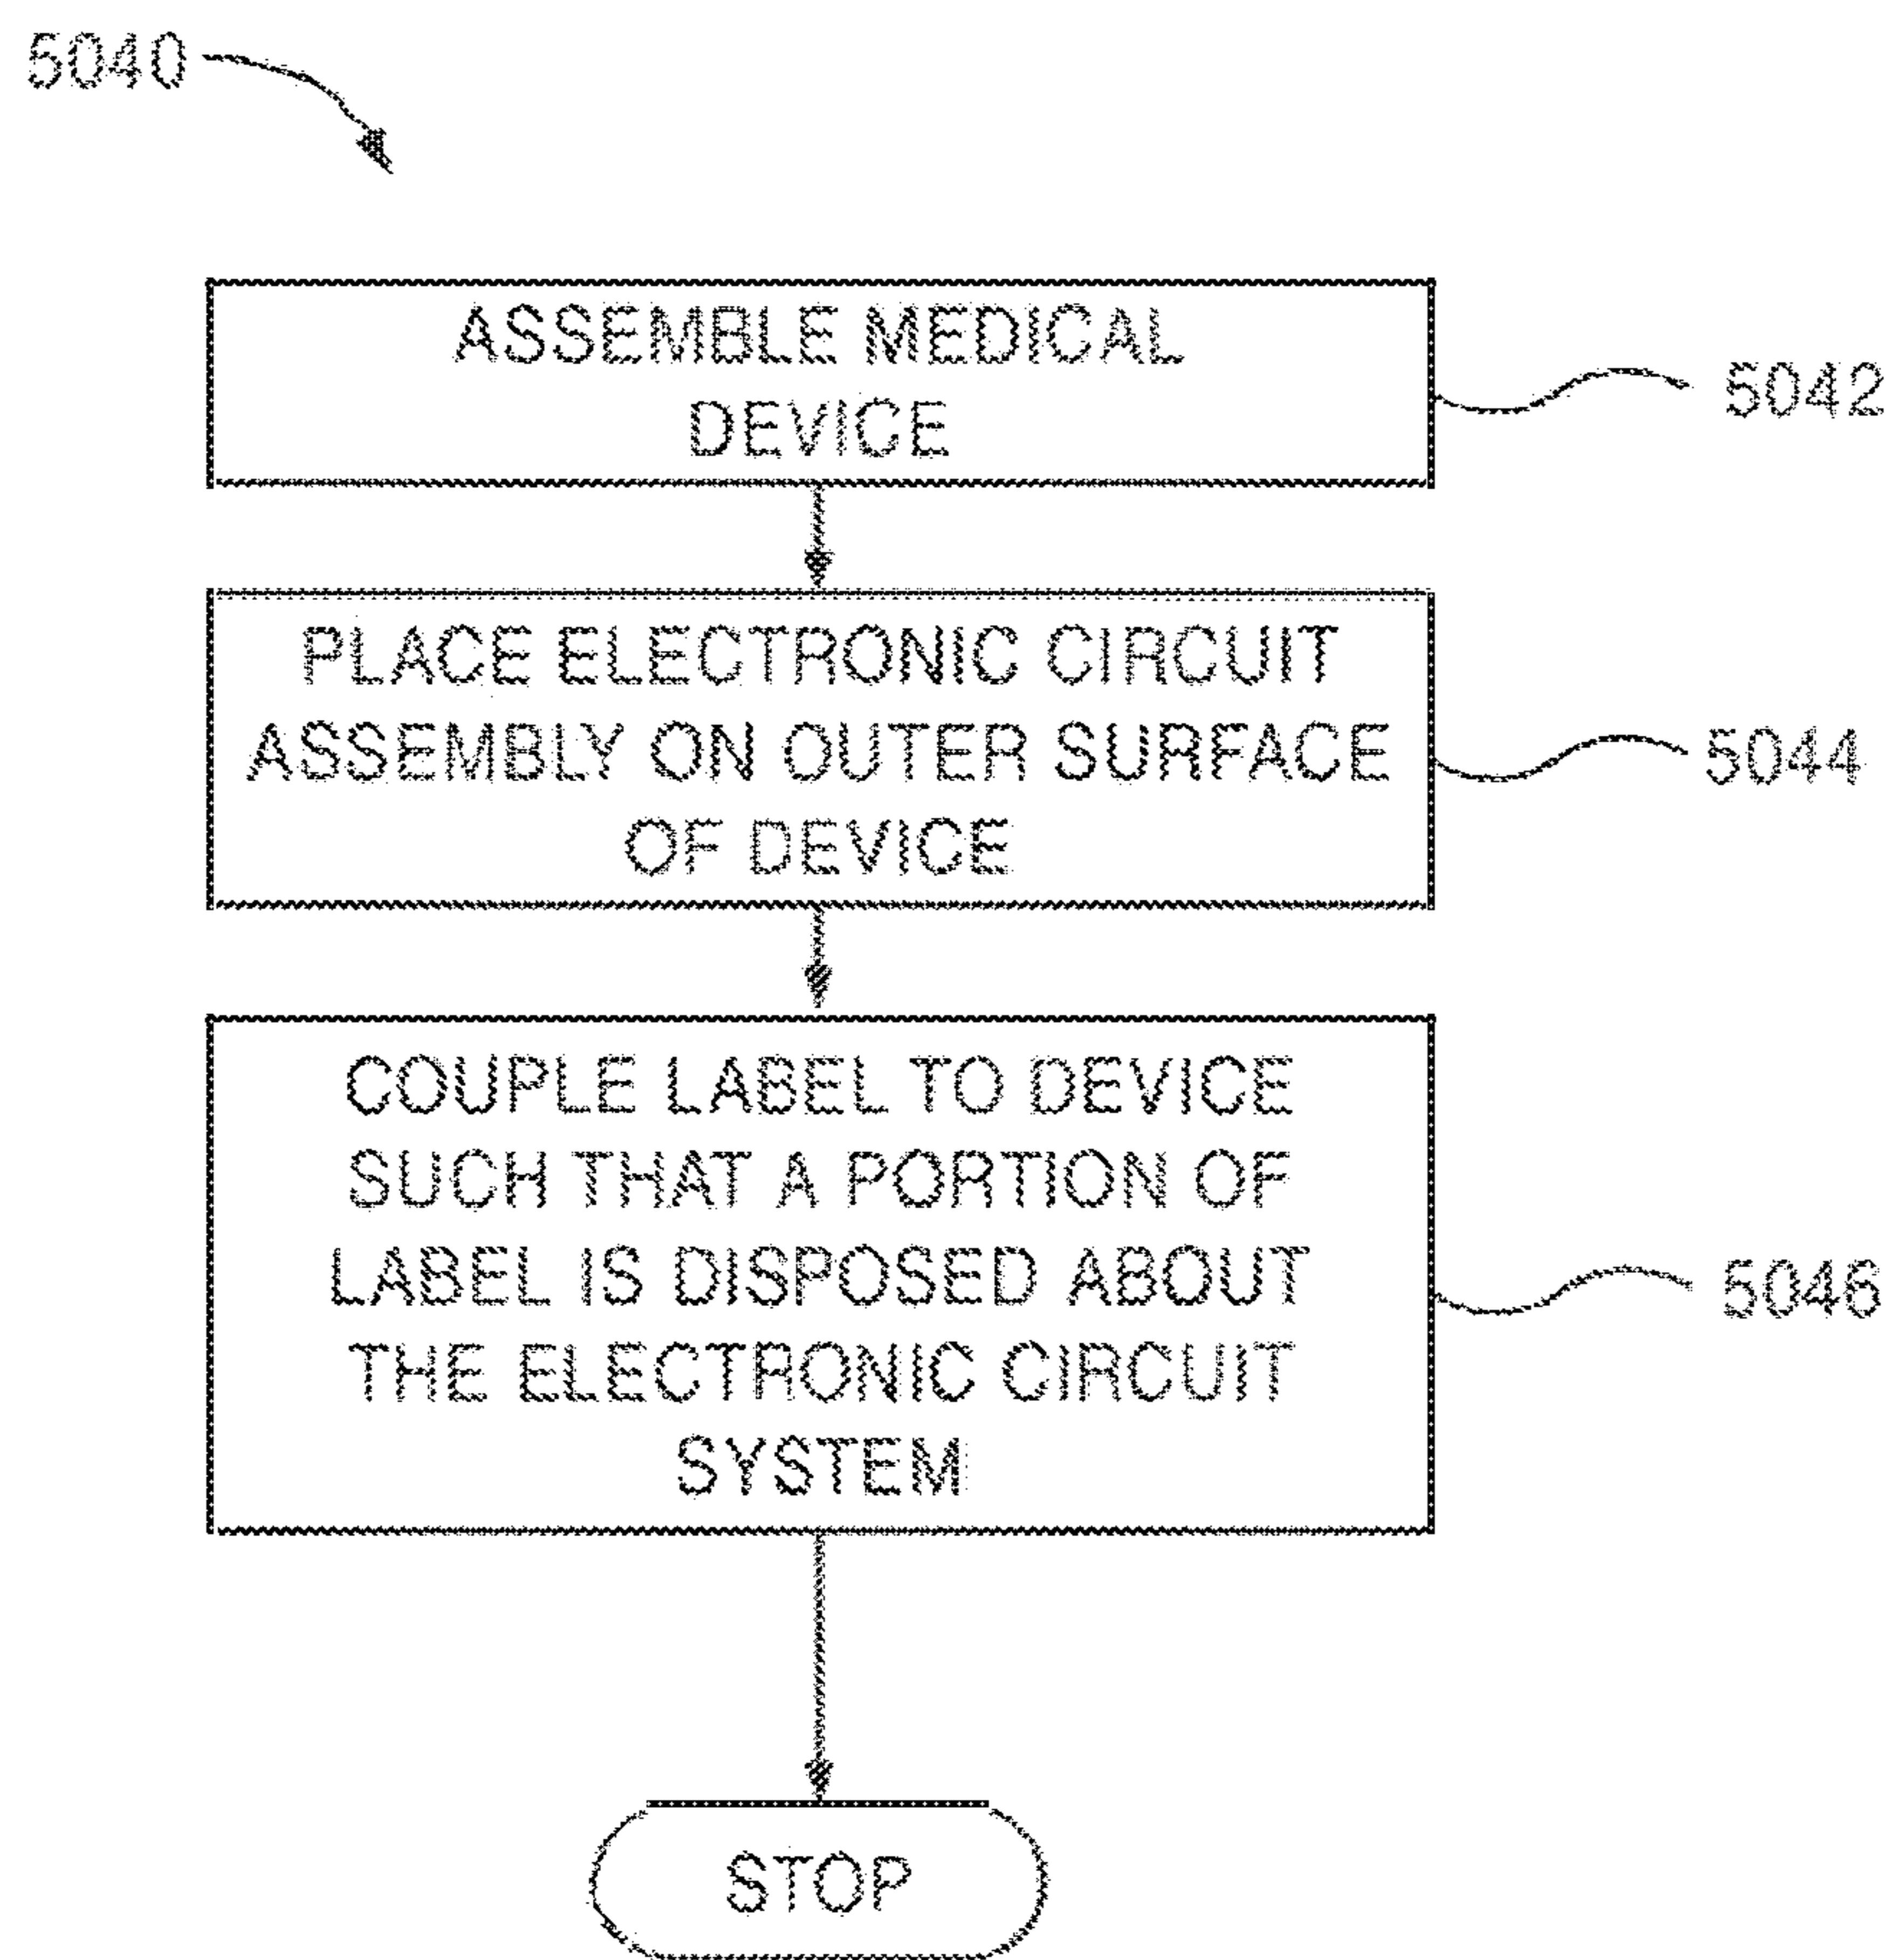 5040
ASSEMBLE MEDICAL
DEVICE
5042
PLACE ELECTRONIC CIRCUIT
ASSEMBLY ON OUTER SURFACE
OF DEVICE
5044
COUPLE LABEL TO DEVICE
SUCH THAT A PORTION OF
LABEL IS DISPOSED ABOUT
THE ELECTRONIC CIRCUIT
SYSTEM
5046
STOP